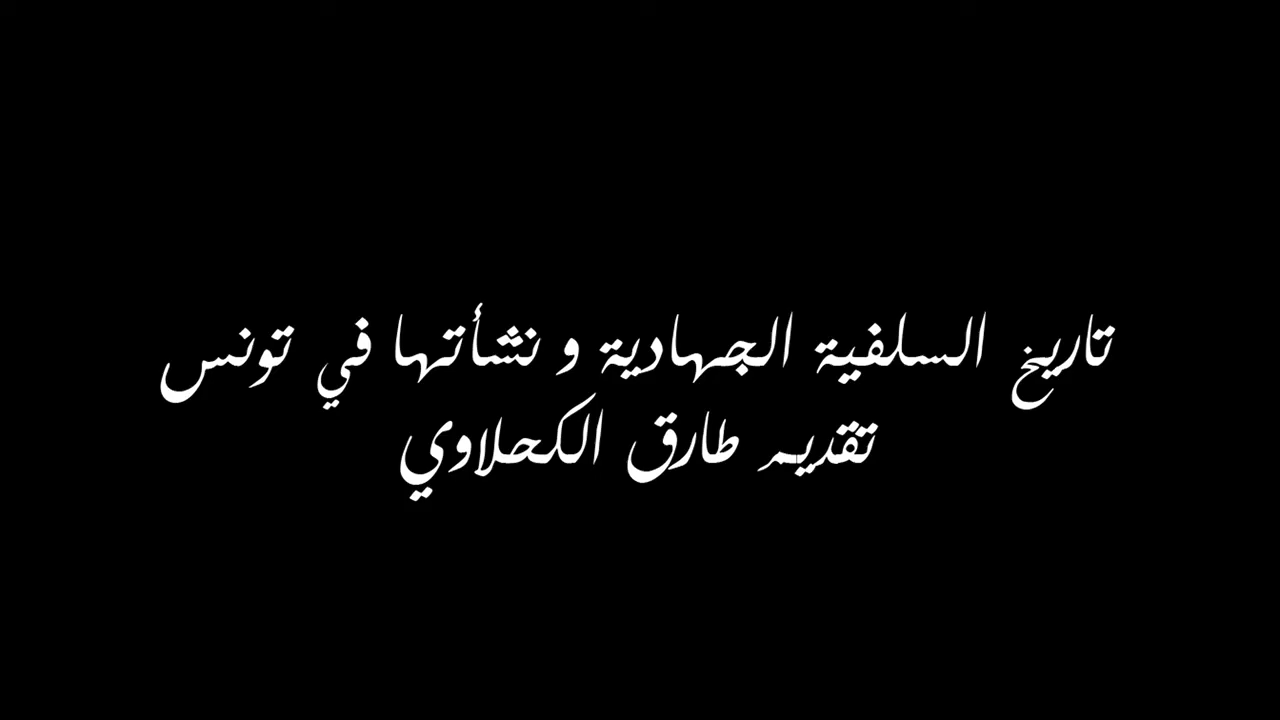 تاريخ السلفية الجهادية و نشأتها في تونس
تقديم طارق الكحلاوي